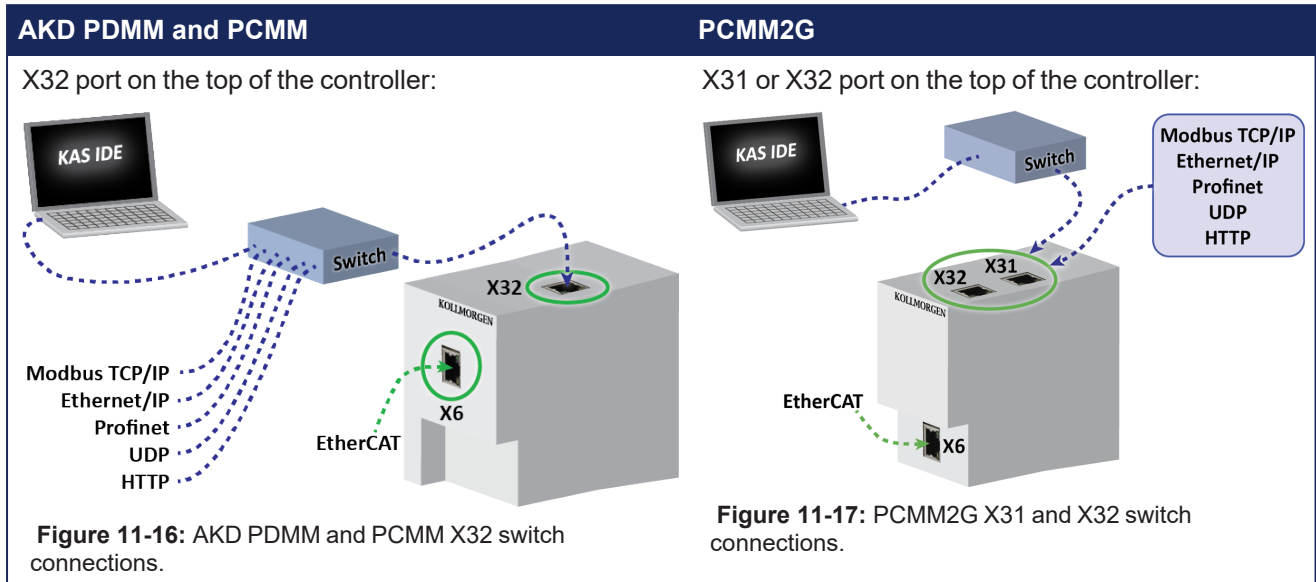 AKD PDMM and PCMM
X32 port on the top of the controller:
KAS IDE
Switch
X32
KOLLMORGEN
X6
EtherCAT
Modbus TCP/IP
Ethernet/IP
Profinet
UDP
HTTP
Figure 11-16: AKD PDMM and PCMM X32 switch
connections.
PCMM2G
X31 or X32 port on the top of the controller:
KAS IDE
Switch
Modbus TCP/IP
Ethernet/IP
Profinet
UDP
HTTP
X31
X32
KOLLMORGEN
EtherCAT
X6
Figure 11-17: PCMM2G X31 and X32 switch
connections.